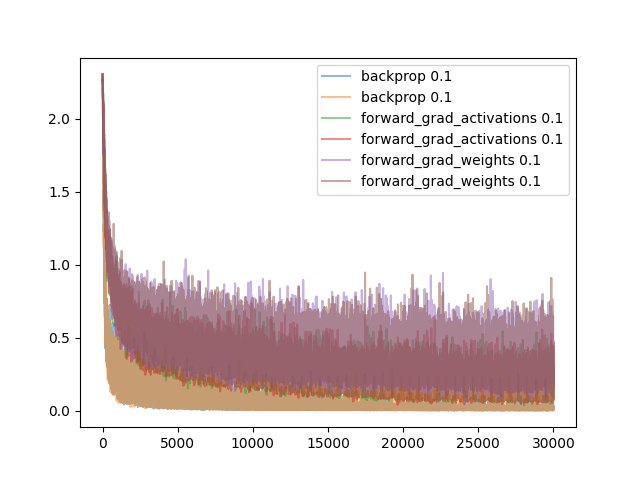 backprop 0.1
backprop 0.1
forward_grad_activations 0.1
forward_grad_activations 0.1
forward_grad_weights 0.1
forward_grad_weights 0.1
2.0
1.5
1.0
0.5
0.0
0 5000 10000 15000 20000 25000 30000